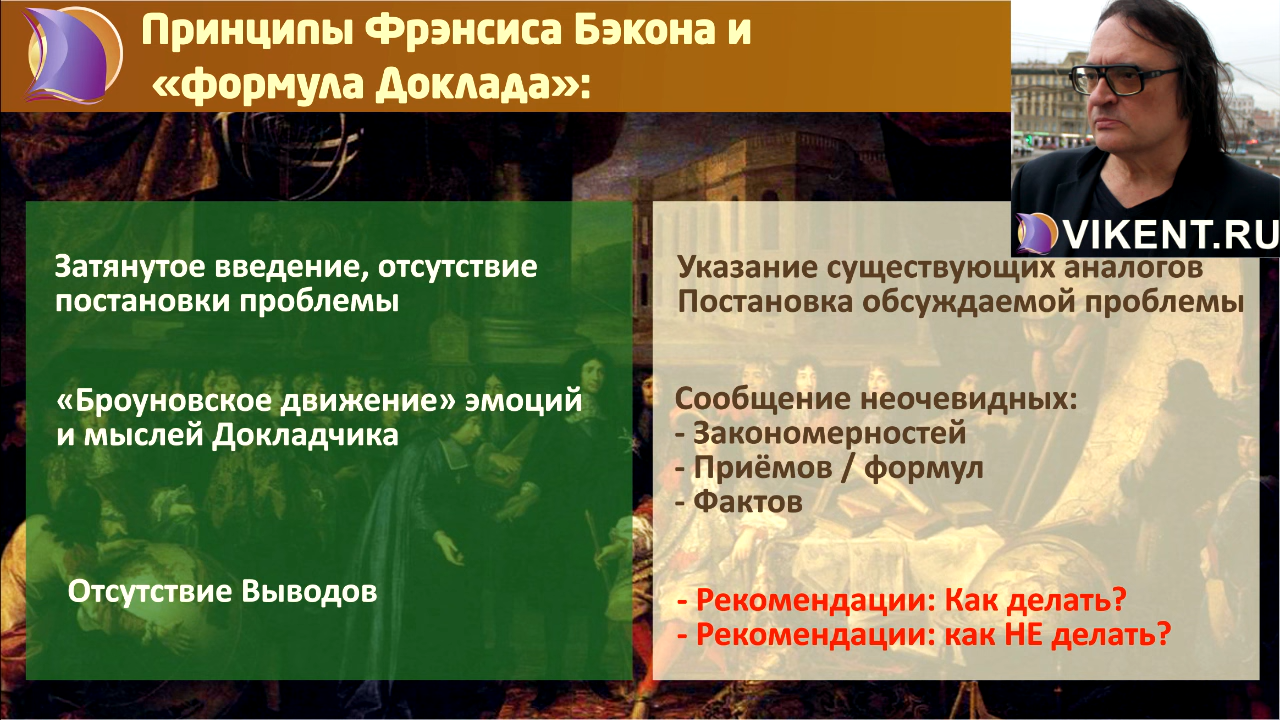 Принципы Фрэнсиса Бэкона и
«формула Доклада»:
VIKENT.RU
Затянутое введение, отсутствие
постановки проблемы
«Броуновское движение» эмоций
и мыслей Докладчика
Отсутствие Выводов
Указание существующих аналогов
Постановка обсуждаемой проблемы
Сообщение неочевидных:
- Закономерностей
- Приёмов / формул
- Фактов
- Рекомендации: Как делать?
- Рекомендации: как НЕ делать?